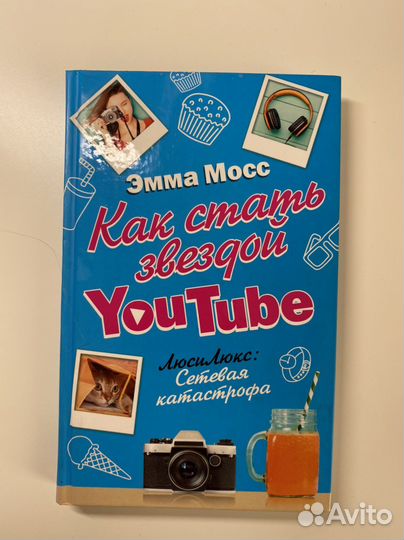 Эмма Мосс
Как стать
звездой
YouTube
ЛюсиЛюкс:
Сетевая
катастрофа
Avito